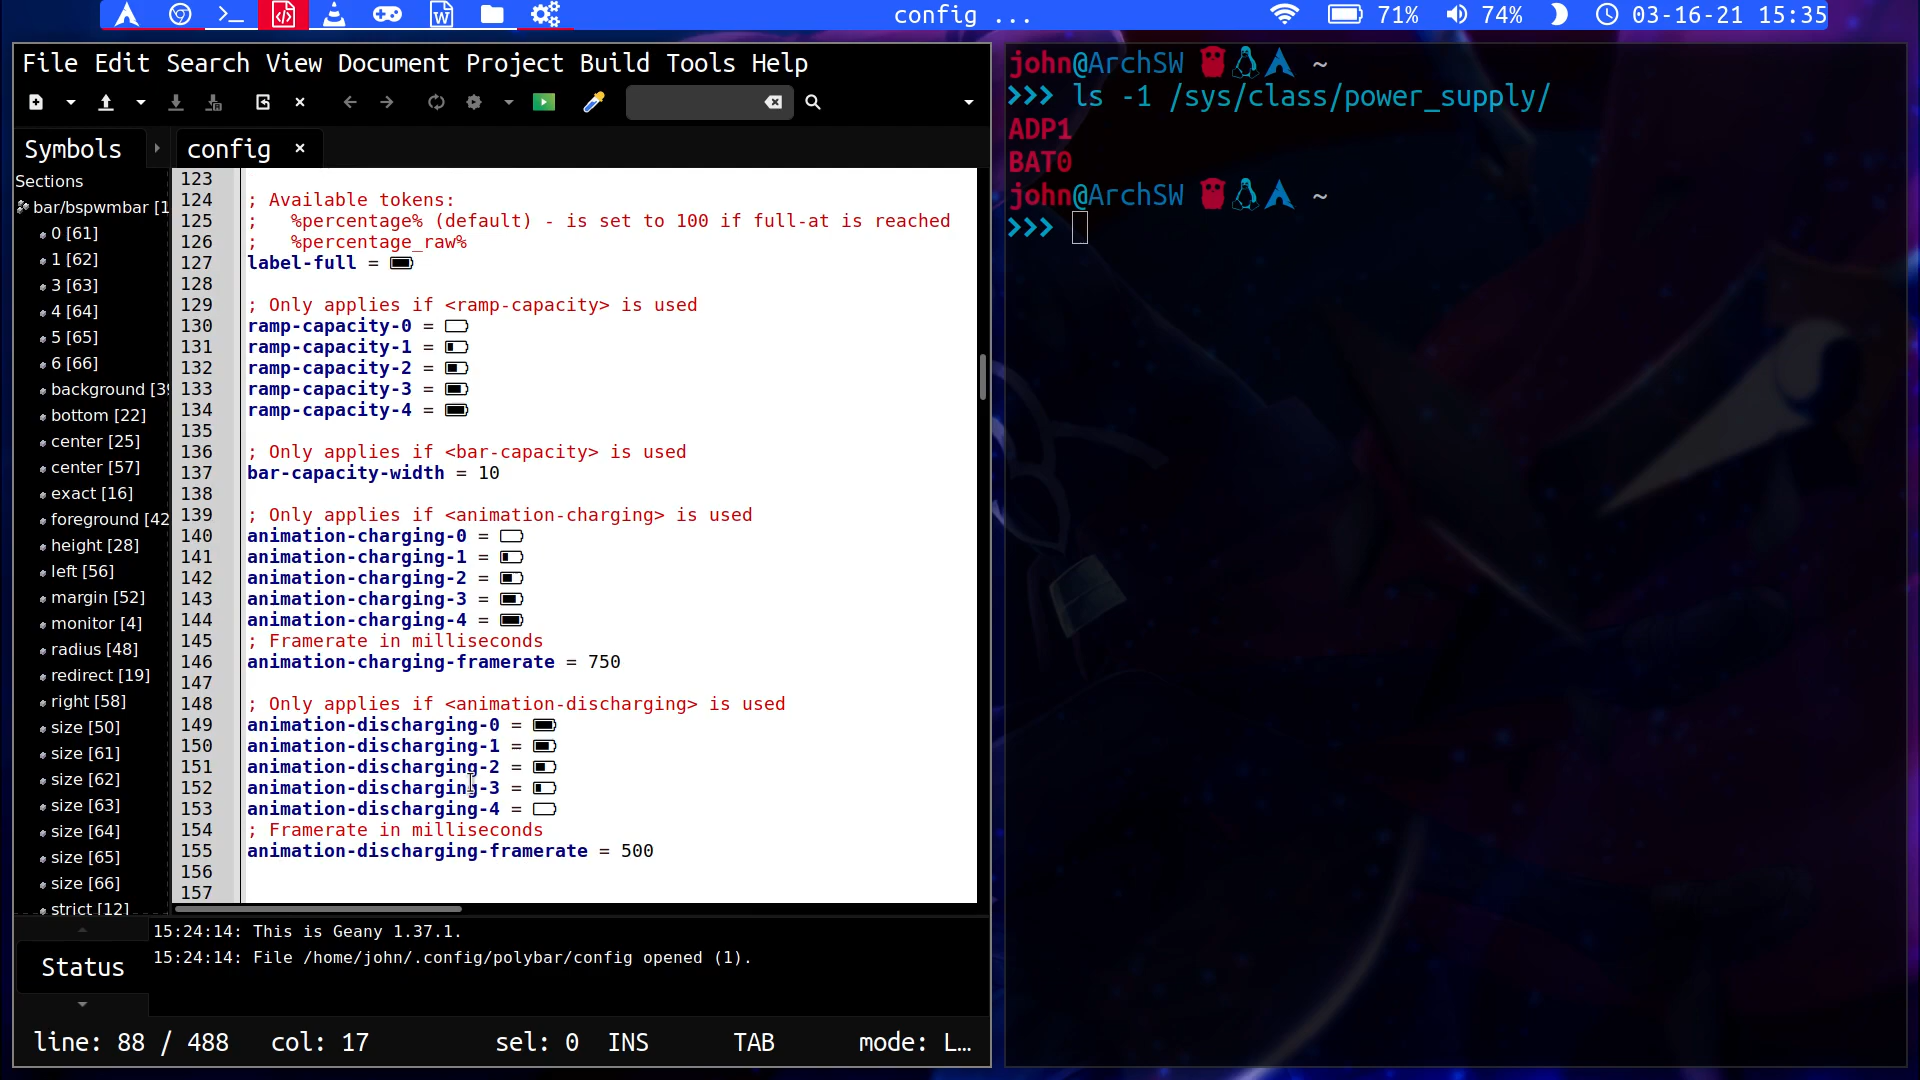 config ...
71%
74%
03-16-21 15:35
File Edit Search View Document Project Build Tools Help
Symbols
config
Sections
bar/bspwmbar [1
0 [61]
1 [62]
3 [63]
4 [64]
5 [65]
6 [66]
background [39
bottom [22]
center [25]
center [57]
exact [16]
foreground [42
height [28]
left [56]
margin [52]
monitor [4]
radius [48]
redirect [19]
right [58]
size [50]
size [61]
size [62]
size [63]
size [64]
size [65]
size [66]
strict [12]
123
124 ; Available tokens:
125 ;   %percentage% (default) - is set to 100 if full-at is reached
126 ;   %percentage_raw%
127 label-full =
128
129 ; Only applies if <ramp-capacity> is used
130 ramp-capacity-0 =
131 ramp-capacity-1 =
132 ramp-capacity-2 =
133 ramp-capacity-3 =
134 ramp-capacity-4 =
135
136 ; Only applies if <bar-capacity> is used
137 bar-capacity-width = 10
138
139 ; Only applies if <animation-charging> is used
140 animation-charging-0 =
141 animation-charging-1 =
142 animation-charging-2 =
143 animation-charging-3 =
144 animation-charging-4 =
145 ; Framerate in milliseconds
146 animation-charging-framerate = 750
147
148 ; Only applies if <animation-discharging> is used
149 animation-discharging-0 =
150 animation-discharging-1 =
151 animation-discharging-2 =
152 animation-discharging-3 =
153 animation-discharging-4 =
154 ; Framerate in milliseconds
155 animation-discharging-framerate = 500
156
157
Status
15:24:14: This is Geany 1.37.1.
15:24:14: File /home/john/.config/polybar/config opened (1).
line: 88 / 488 col: 17 sel: 0 INS TAB mode: L...
john@ArchSW ~
>>> ls -1 /sys/class/power_supply/
ADP1
BAT0
john@ArchSW ~
>>>